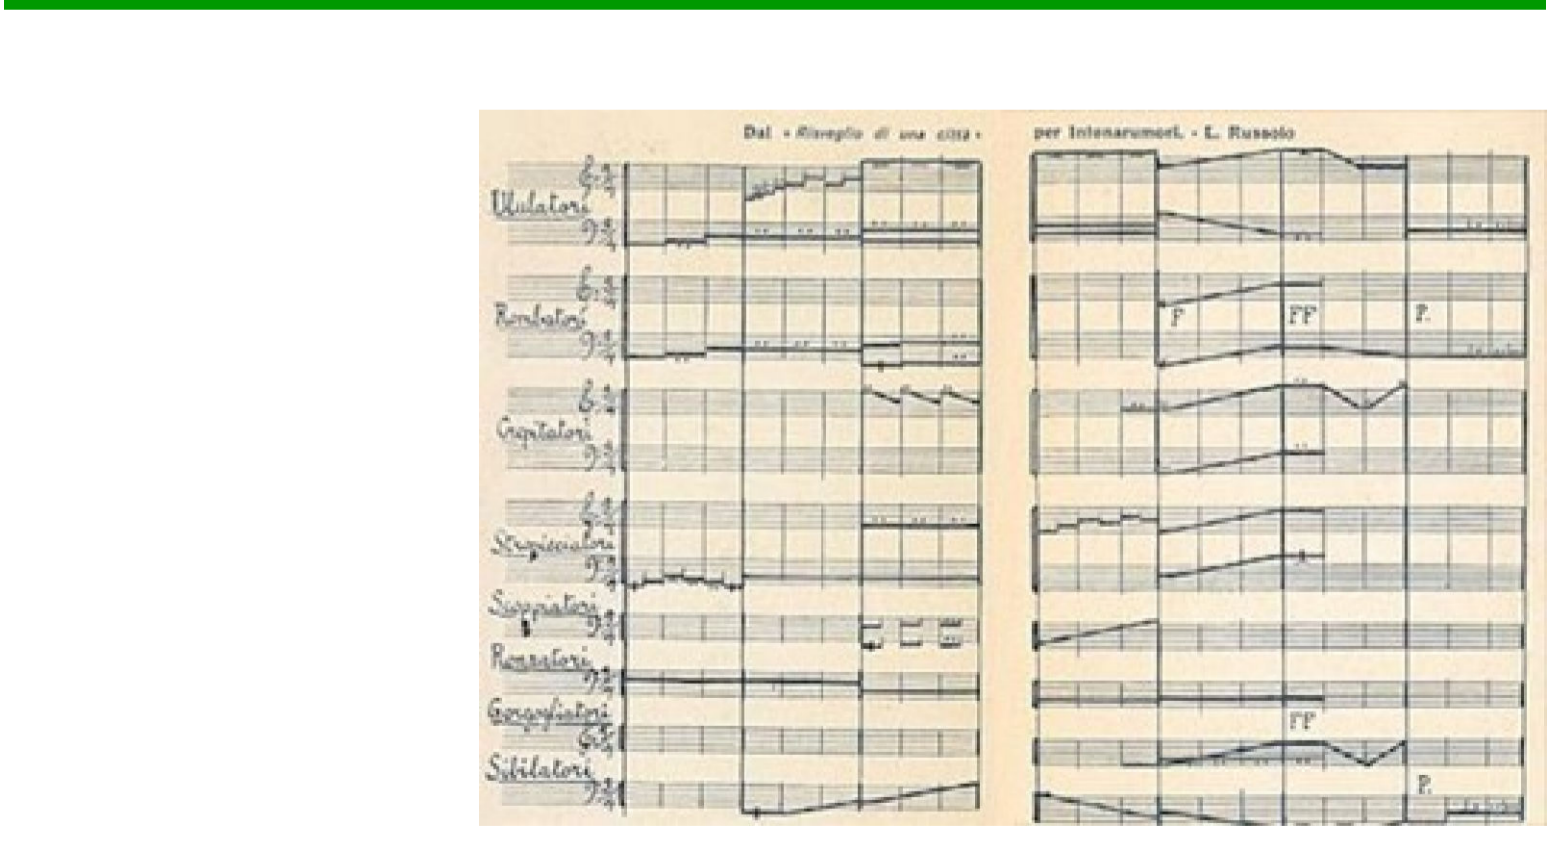 Dal « Risveglio di una città » per Intonarumori. - L. Russolo
Ululatori
Rombatori
F FF P.
Crepitatori
Stropicciatori
Scoppiatori
Ronzatori
FF
Gorgogliatori
Sibilatori
P.